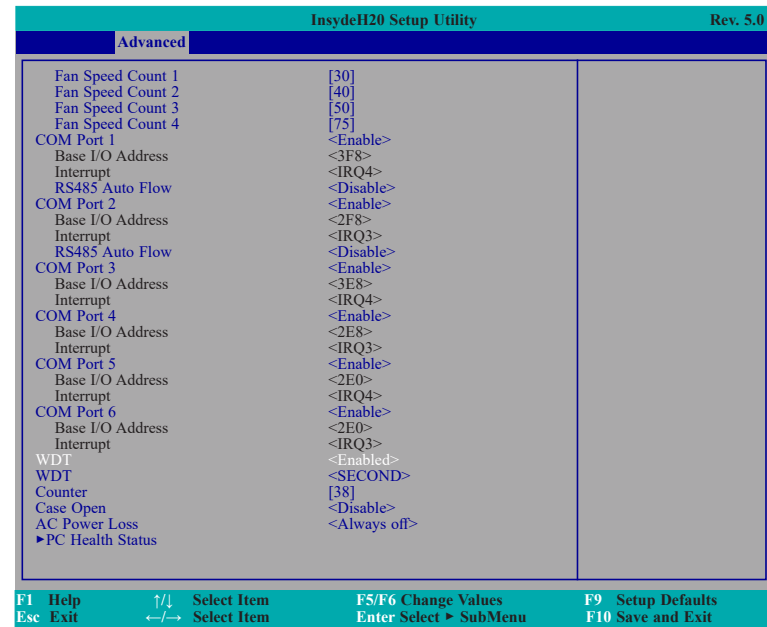 InsydeH20 Setup Utility Rev. 5.0
Advanced
Fan Speed Count 1 [30]
Fan Speed Count 2 [40]
Fan Speed Count 3 [50]
Fan Speed Count 4 [75]
COM Port 1 <Enable>
Base I/O Address <3F8>
Interrupt <IRQ4>
RS485 Auto Flow <Disable>
COM Port 2 <Enable>
Base I/O Address <2F8>
Interrupt <IRQ3>
RS485 Auto Flow <Disable>
COM Port 3 <Enable>
Base I/O Address <3E8>
Interrupt <IRQ4>
COM Port 4 <Enable>
Base I/O Address <2E8>
Interrupt <IRQ3>
COM Port 5 <Enable>
Base I/O Address <2E0>
Interrupt <IRQ4>
COM Port 6 <Enable>
Base I/O Address <2E0>
Interrupt <IRQ3>
WDT <Enabled>
WDT <SECOND>
Counter [38]
Case Open <Disable>
AC Power Loss <Always off>
►PC Health Status
F1 Help ↑/↓ Select Item F5/F6 Change Values F9 Setup Defaults
Esc Exit ←/→ Select Item Enter Select ► SubMenu F10 Save and Exit